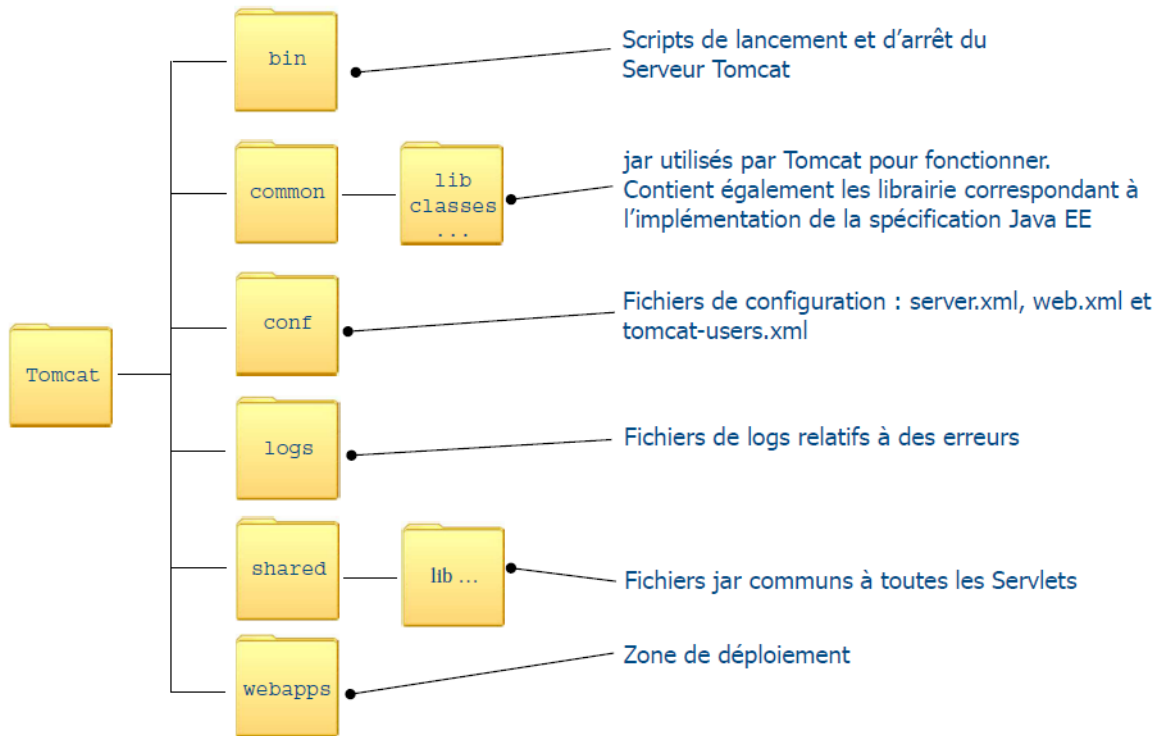 bin
Scripts de lancement et d'arrêt du
Serveur Tomcat
common
lib
classes
...
jar utilisés par Tomcat pour fonctionner.
Contient également les librairie correspondant à
l'implémentation de la spécification Java EE
conf
Fichiers de configuration : server.xml, web.xml et
tomcat-users.xml
Tomcat
logs
Fichiers de logs relatifs à des erreurs
shared
lib ...
Fichiers jar communs à toutes les Servlets
webapps
Zone de déploiement